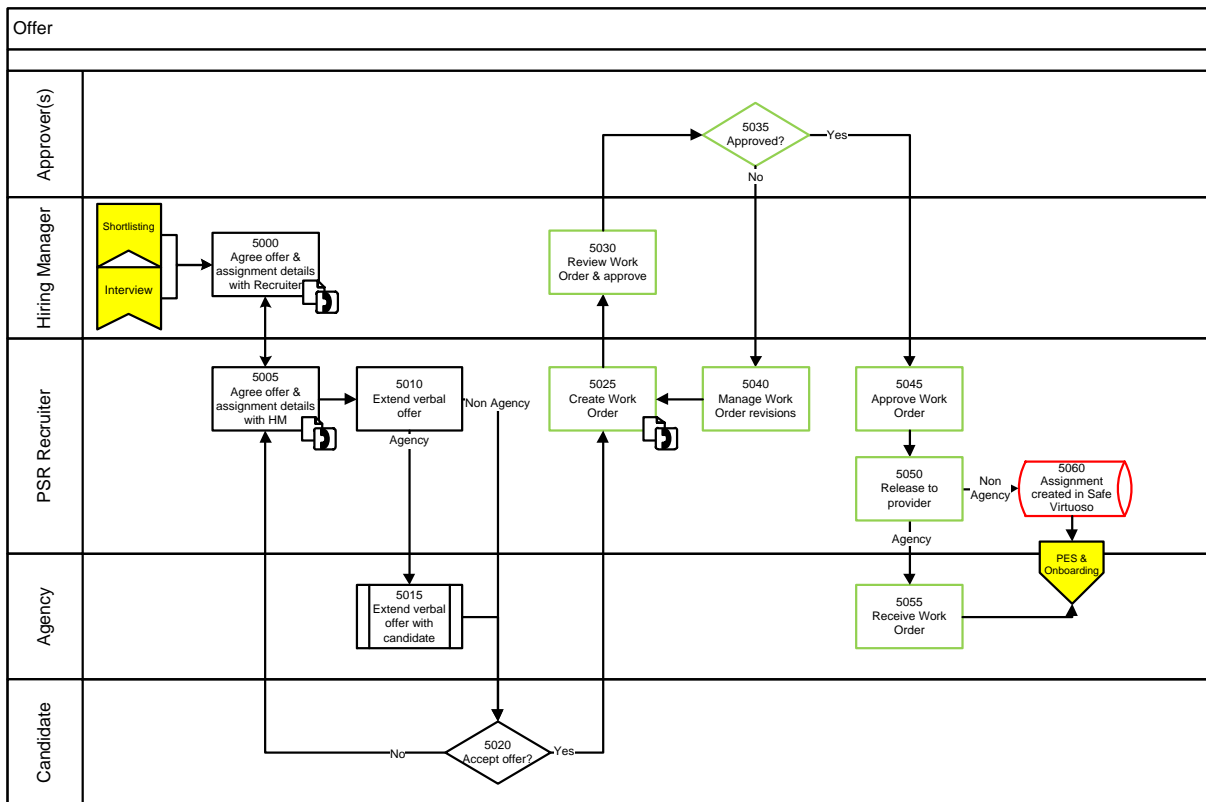 Offer
Approver(s)
5035
Approved?
Yes
No
Hiring Manager
Shortlisting
Interview
5000
Agree offer &
assignment details
with Recruiter
5030
Review Work
Order & approve
PSR Recruiter
5005
Agree offer &
assignment details
with HM
5010
Extend verbal
offer
Non Agency
Agency
5025
Create Work
Order
5040
Manage Work
Order revisions
5045
Approve Work
Order
5050
Release to
provider
Non
Agency
5060
Assignment
created in Safe
Virtuoso
Agency
PES &
Onboarding
Agency
5015
Extend verbal
offer with
candidate
5055
Receive Work
Order
Candidate
No
5020
Accept offer?
Yes